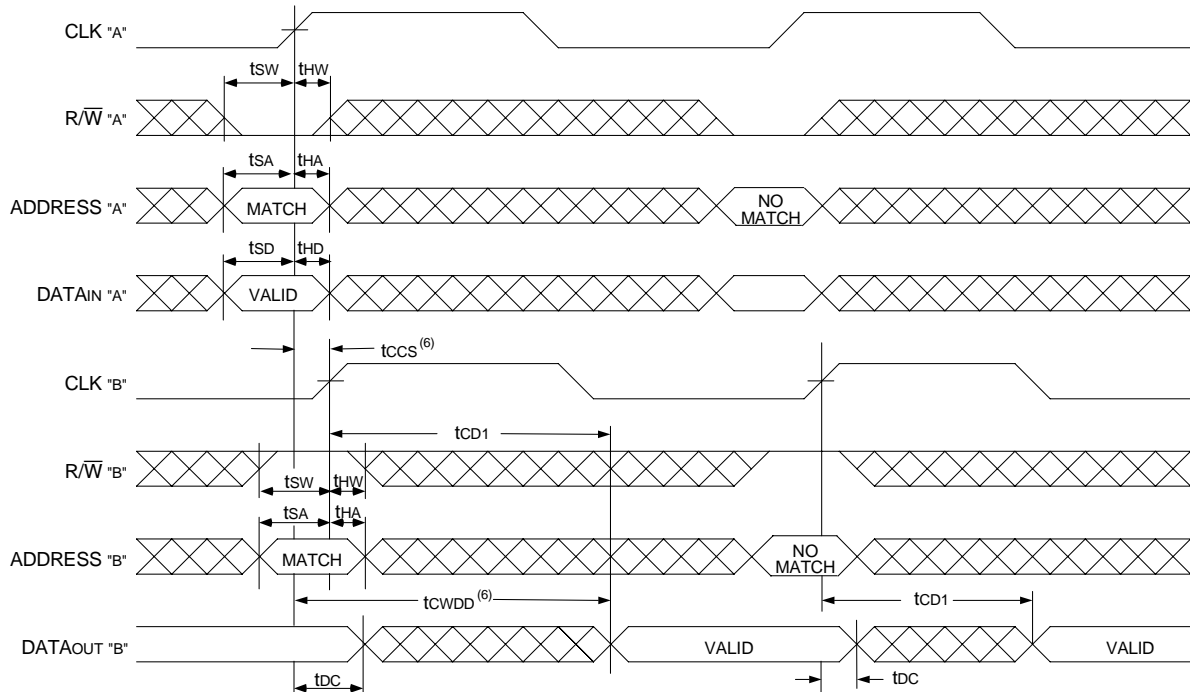 CLK "A"
tSW tHW
R/W̅ "A"
tSA tHA
ADDRESS "A" MATCH NO MATCH
tSD tHD
DATAIN "A" VALID
tCCS (6)
CLK "B"
tCD1
R/W̅ "B"
tSW tHW
tSA tHA
ADDRESS "B" MATCH NO MATCH
tCWDD (6) tCD1
DATAOUT "B" VALID VALID
tDC tDC